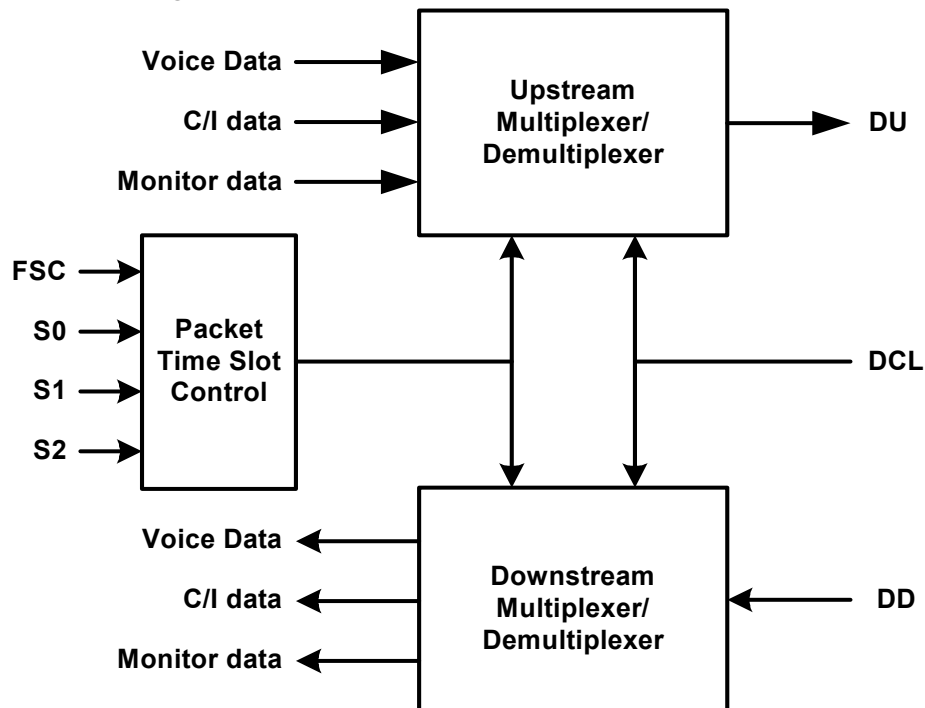 Voice Data
C/I data
Monitor data
Upstream
Multiplexer/
Demultiplexer
DU
FSC
S0
S1
S2
Packet
Time Slot
Control
DCL
Voice Data
C/I data
Monitor data
Downstream
Multiplexer/
Demultiplexer
DD